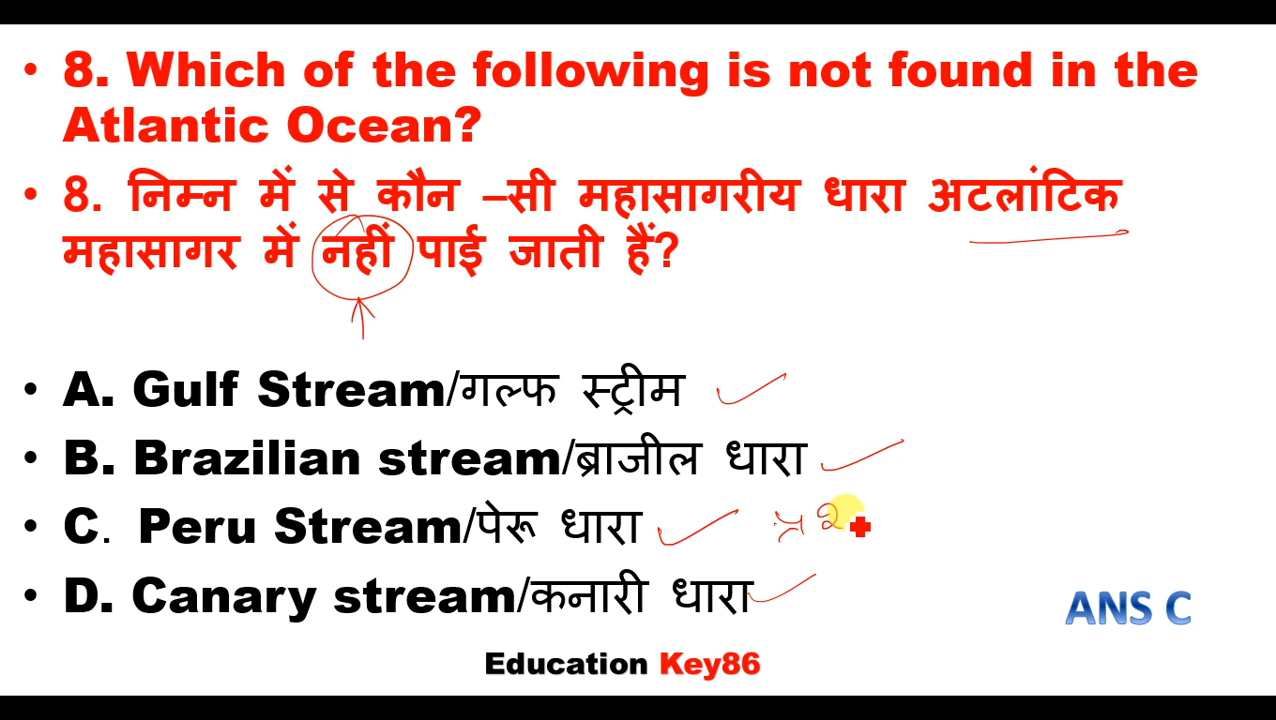 • 8. Which of the following is not found in the
Atlantic Ocean?
• 8. निम्न में से कौन –सी महासागरीय धारा अटलांटिक
महासागर में नहीं पाई जाती हैं?
• A. Gulf Stream/गल्फ स्ट्रीम
• B. Brazilian stream/ब्राजील धारा
• C. Peru Stream/पेरू धारा
• D. Canary stream/कनारी धारा
ANS C
Education Key86